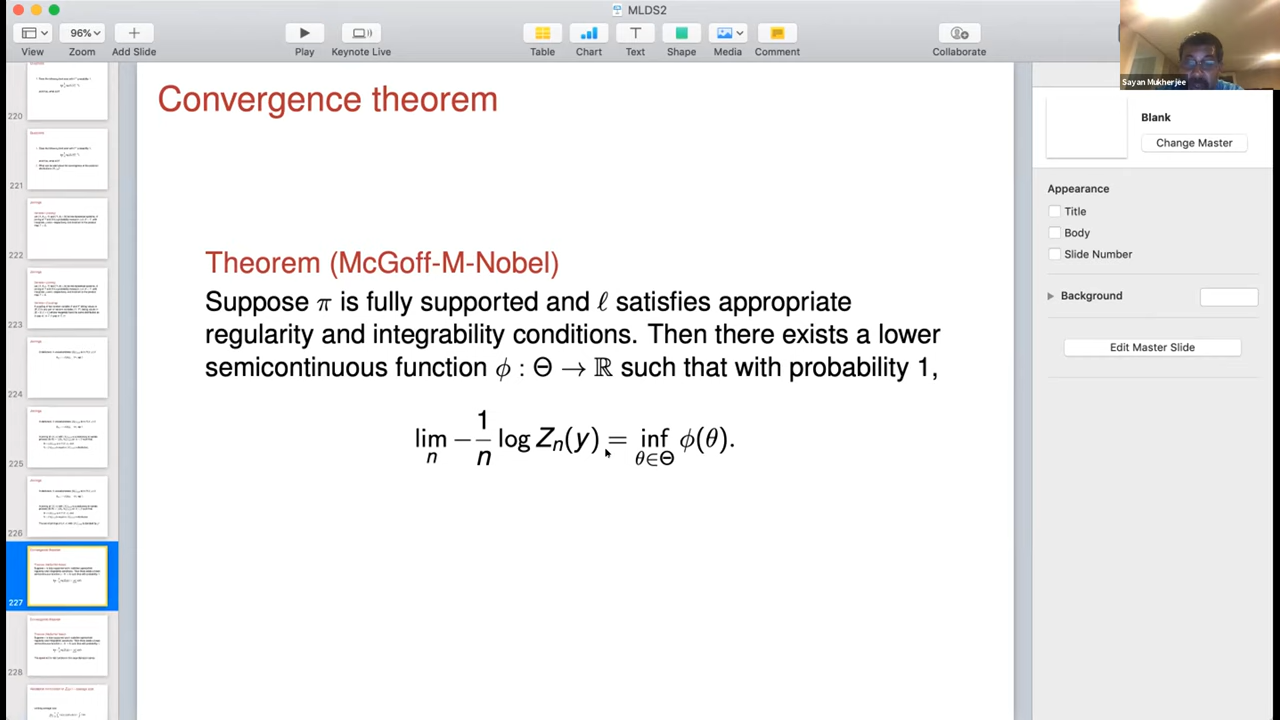 MLDS2
View
96%
Zoom
Add Slide
Play
Keynote Live
Table
Chart
Text
Shape
Media
Comment
Collaborate
Sayan Mukherjee
220
221
222
223
224
225
226
227
228
Convergence theorem
Theorem (McGoff-M-Nobel)
Suppose π is fully supported and ℓ satisfies appropriate
regularity and integrability conditions. Then there exists a lower
semicontinuous function ϕ : Θ → ℝ such that with probability 1,
lim_n −1/n log Z_n(y) = inf_{θ∈Θ} ϕ(θ).
Blank
Change Master
Appearance
Title
Body
Slide Number
Background
Edit Master Slide